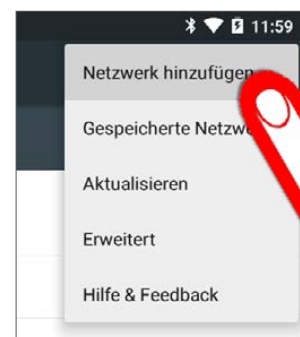 11:59
Netzwerk hinzufügen
Gespeicherte
Aktualisieren
Erweitert
Hilfe & Feedback